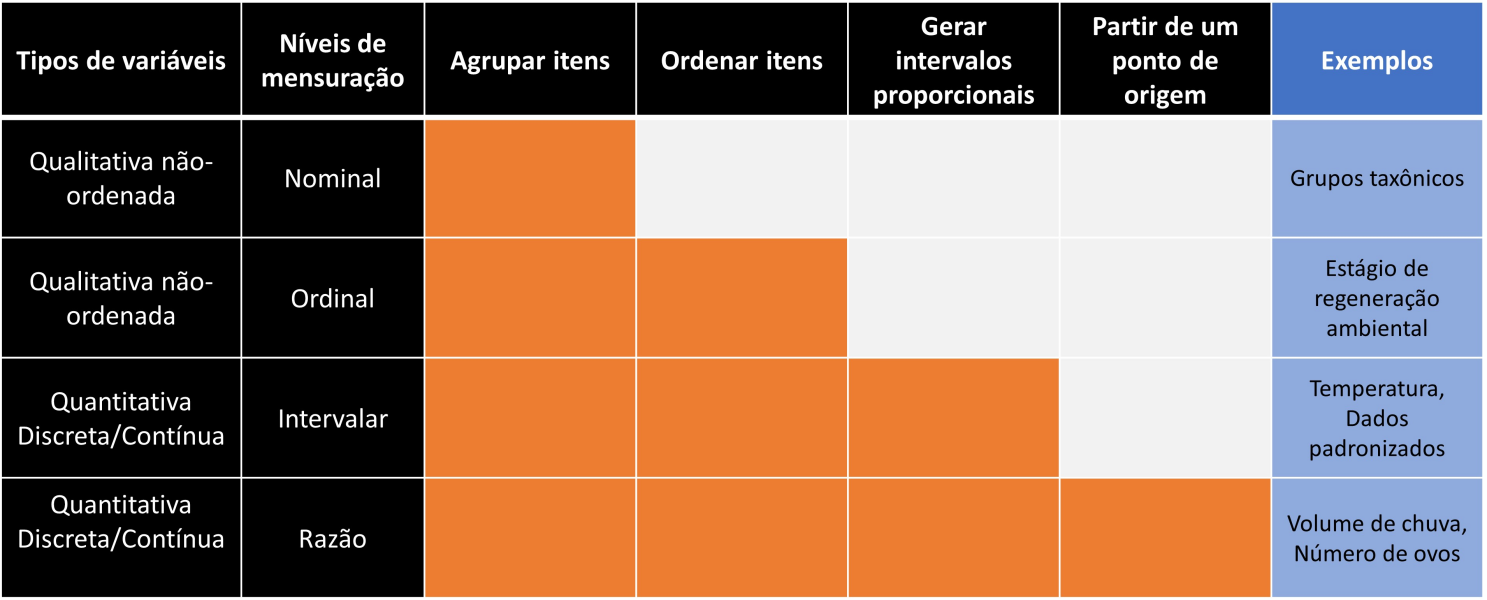 Tipos de variáveis
Níveis de
mensuração
Agrupar itens
Ordenar itens
Gerar
intervalos
proporcionais
Partir de um
ponto de
origem
Exemplos
Qualitativa não-
ordenada
Nominal
Grupos taxônicos
Qualitativa não-
ordenada
Ordinal
Estágio de
regeneração
ambiental
Quantitativa
Discreta/Contínua
Intervalar
Temperatura,
Dados
padronizados
Quantitativa
Discreta/Contínua
Razão
Volume de chuva,
Número de ovos